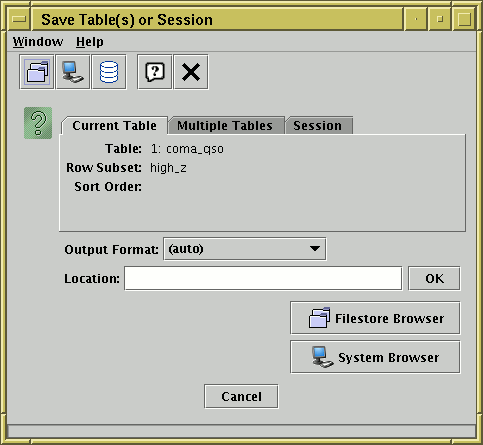 Save Table(s) or Session
Window Help
Current Table Multiple Tables Session
Table: 1: coma_qso
Row Subset: high_z
Sort Order:
Output Format: (auto)
Location: OK
Filestore Browser
System Browser
Cancel